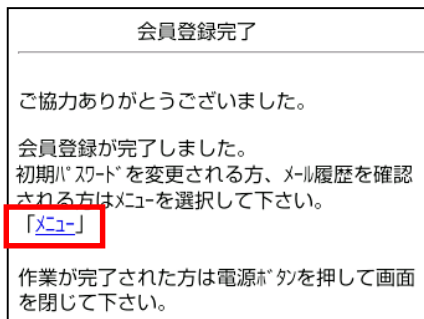 会員登録完了
ご協力ありがとうございました。
会員登録が完了しました。
初期ﾊﾟｽﾜｰﾄﾞを変更される方、ﾒｰﾙ履歴を確認
される方はﾒﾆｭｰを選択して下さい。
「ﾒﾆｭｰ」
作業が完了された方は電源ﾎﾞﾀﾝを押して画面
を閉じて下さい。